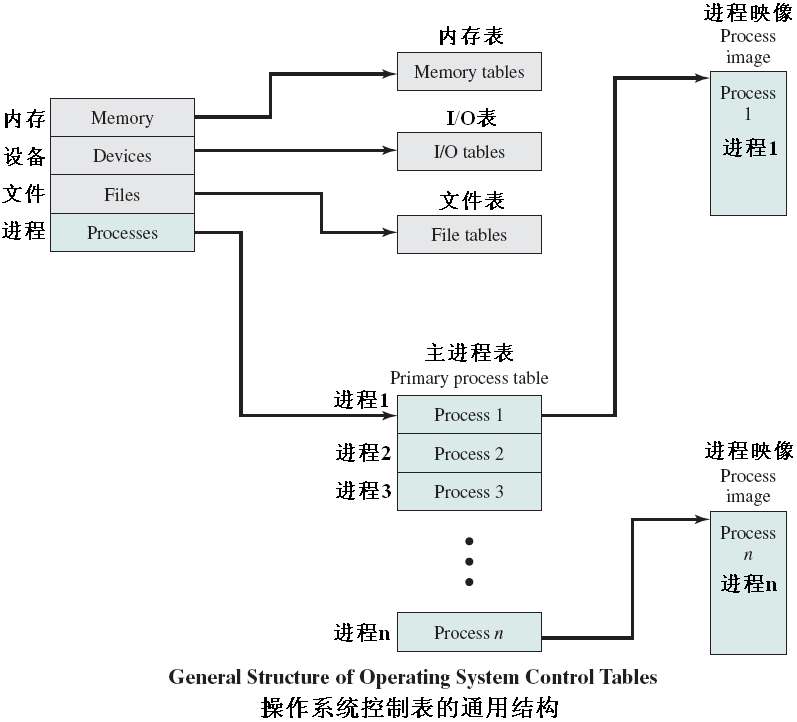 内存表
Memory tables
内存
Memory
设备
Devices
文件
Files
进程
Processes
I/O表
I/O tables
文件表
File tables
进程映像
Process
image
Process
1
进程1
主进程表
Primary process table
进程1
Process 1
进程2
Process 2
进程3
Process 3
进程n
Process n
进程映像
Process
image
Process
n
进程n
General Structure of Operating System Control Tables
操作系统控制表的通用结构